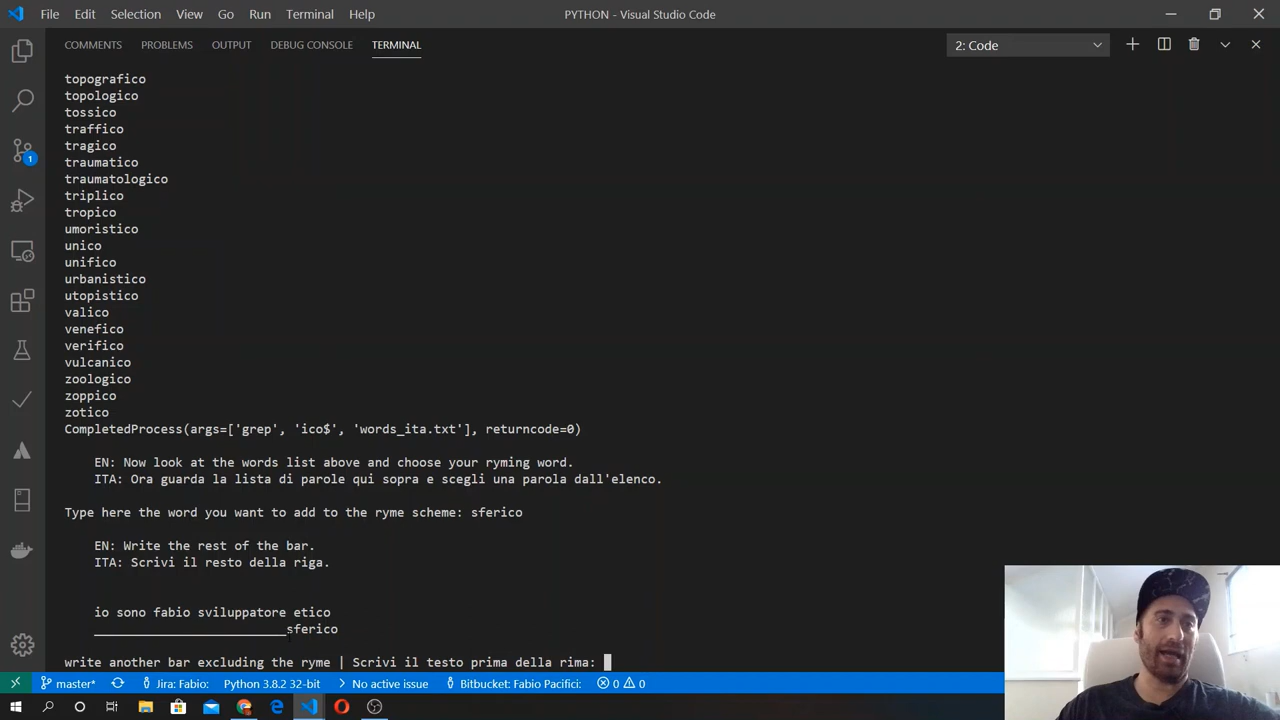 File Edit Selection View Go Run Terminal Help PYTHON - Visual Studio Code
COMMENTS PROBLEMS OUTPUT DEBUG CONSOLE TERMINAL 2: Code
topografico
topologico
tossico
traffico
tragico
traumatico
traumatologico
triplico
tropico
umoristico
unico
unifico
urbanistico
utopistico
valico
venefico
verifico
vulcanico
zoologico
zoppico
zotico
CompletedProcess(args=['grep', 'ico$', 'words_ita.txt'], returncode=0)
EN: Now look at the words list above and choose your ryming word.
ITA: Ora guarda la lista di parole qui sopra e scegli una parola dall'elenco.
Type here the word you want to add to the ryme scheme: sferico
EN: Write the rest of the bar.
ITA: Scrivi il resto della riga.
io sono fabio sviluppatore etico
__________________________sferico
write another bar excluding the ryme | Scrivi il testo prima della rima:
master* Jira: Fabio: Python 3.8.2 32-bit No active issue Bitbucket: Fabio Pacifici: 0 0
1